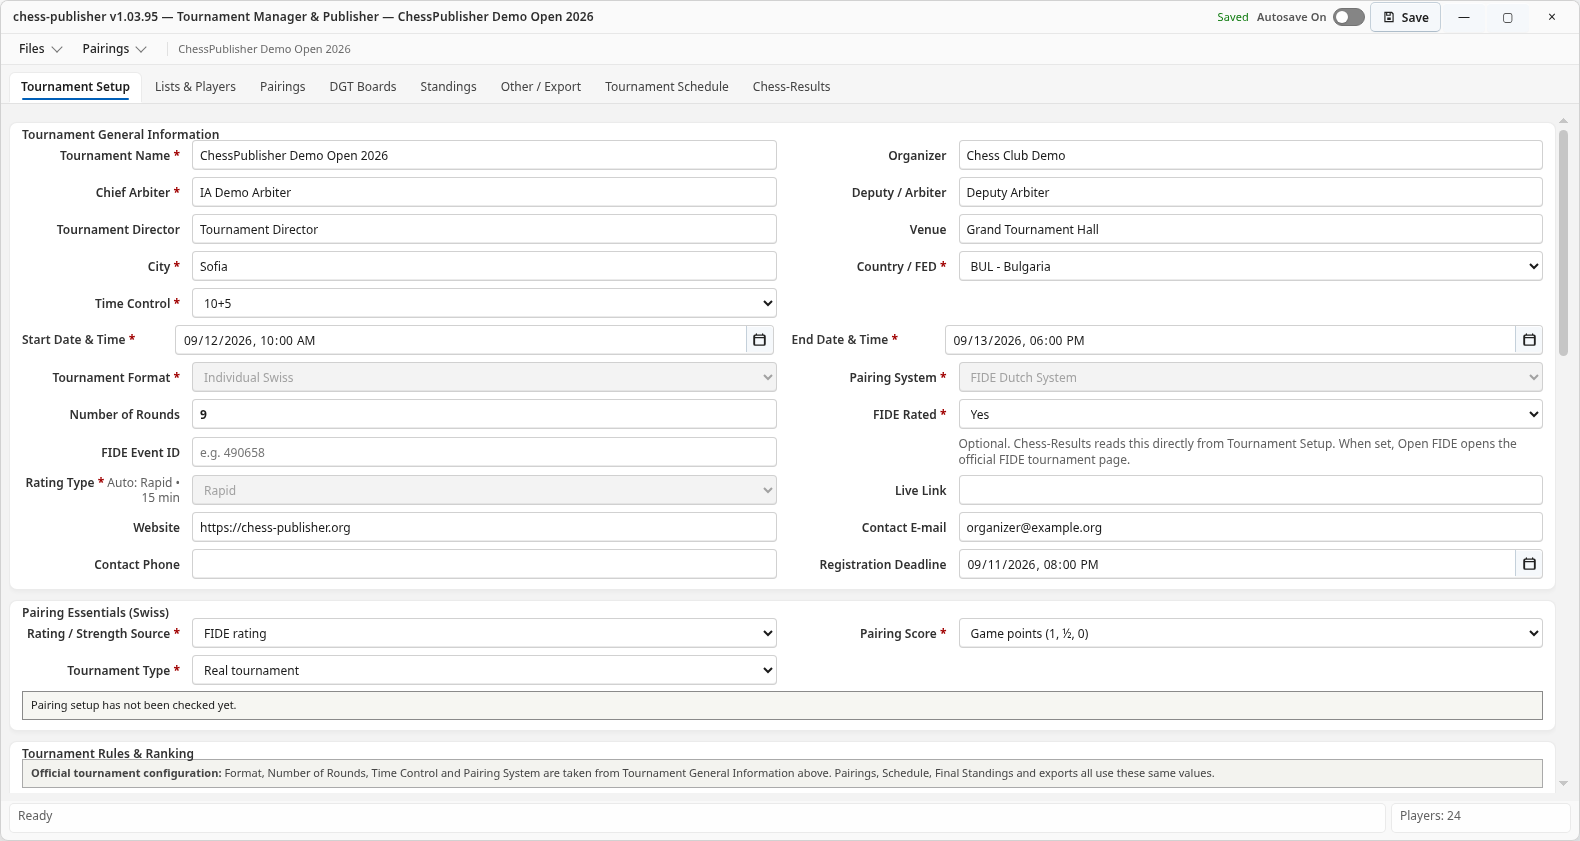 chess-publisher v1.03.95 — Tournament Manager & Publisher — ChessPublisher Demo Open 2026
Saved Autosave On Save
Files Pairings ChessPublisher Demo Open 2026
Tournament Setup Lists & Players Pairings DGT Boards Standings Other / Export Tournament Schedule Chess-Results
Tournament General Information
Tournament Name * ChessPublisher Demo Open 2026 Organizer Chess Club Demo
Chief Arbiter * IA Demo Arbiter Deputy / Arbiter Deputy Arbiter
Tournament Director Tournament Director Venue Grand Tournament Hall
City * Sofia Country / FED * BUL - Bulgaria
Time Control * 10+5
Start Date & Time * 09/12/2026, 10:00 AM End Date & Time * 09/13/2026, 06:00 PM
Tournament Format * Individual Swiss Pairing System * FIDE Dutch System
Number of Rounds 9 FIDE Rated * Yes
FIDE Event ID e.g. 490658 Optional. Chess-Results reads this directly from Tournament Setup. When set, Open FIDE opens the
official FIDE tournament page.
Rating Type * Auto: Rapid •
15 min Rapid Live Link
Website https://chess-publisher.org Contact E-mail organizer@example.org
Contact Phone Registration Deadline 09/11/2026, 08:00 PM
Pairing Essentials (Swiss)
Rating / Strength Source * FIDE rating Pairing Score * Game points (1, ½, 0)
Tournament Type * Real tournament
Pairing setup has not been checked yet.
Tournament Rules & Ranking
Official tournament configuration: Format, Number of Rounds, Time Control and Pairing System are taken from Tournament General Information above. Pairings, Schedule, Final Standings and exports all use these same values.
Ready Players: 24